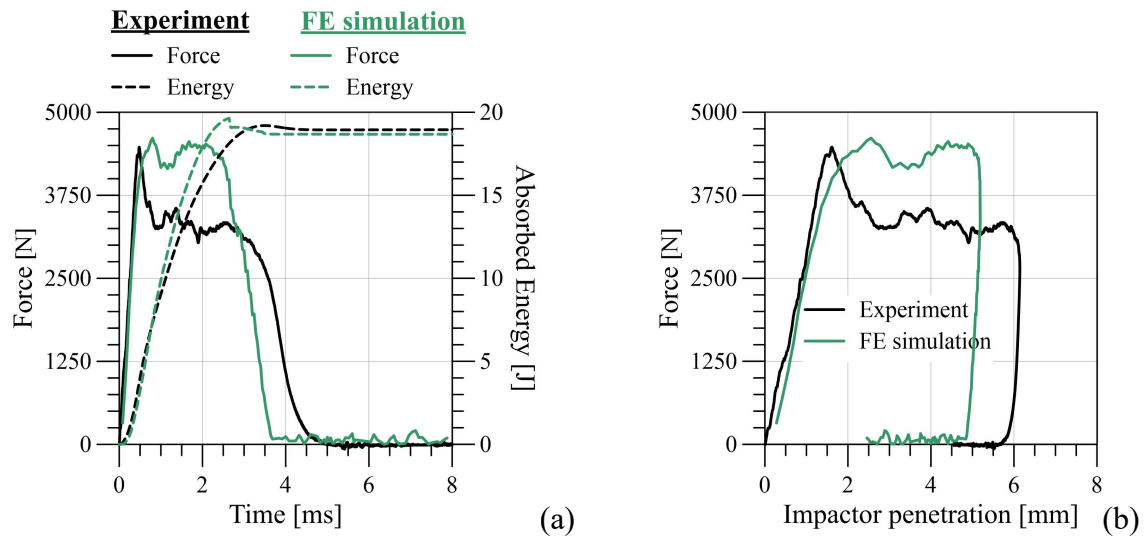 Experiment FE simulation
Force Force
Energy Energy
5000
3750
2500
1250
0
Force [N]
20
15
10
5
0
Absorbed Energy [J]
0 2 4 6 8
Time [ms]
(a)
5000
3750
2500
1250
0
Force [N]
Experiment
FE simulation
0 2 4 6 8
Impactor penetration [mm]
(b)